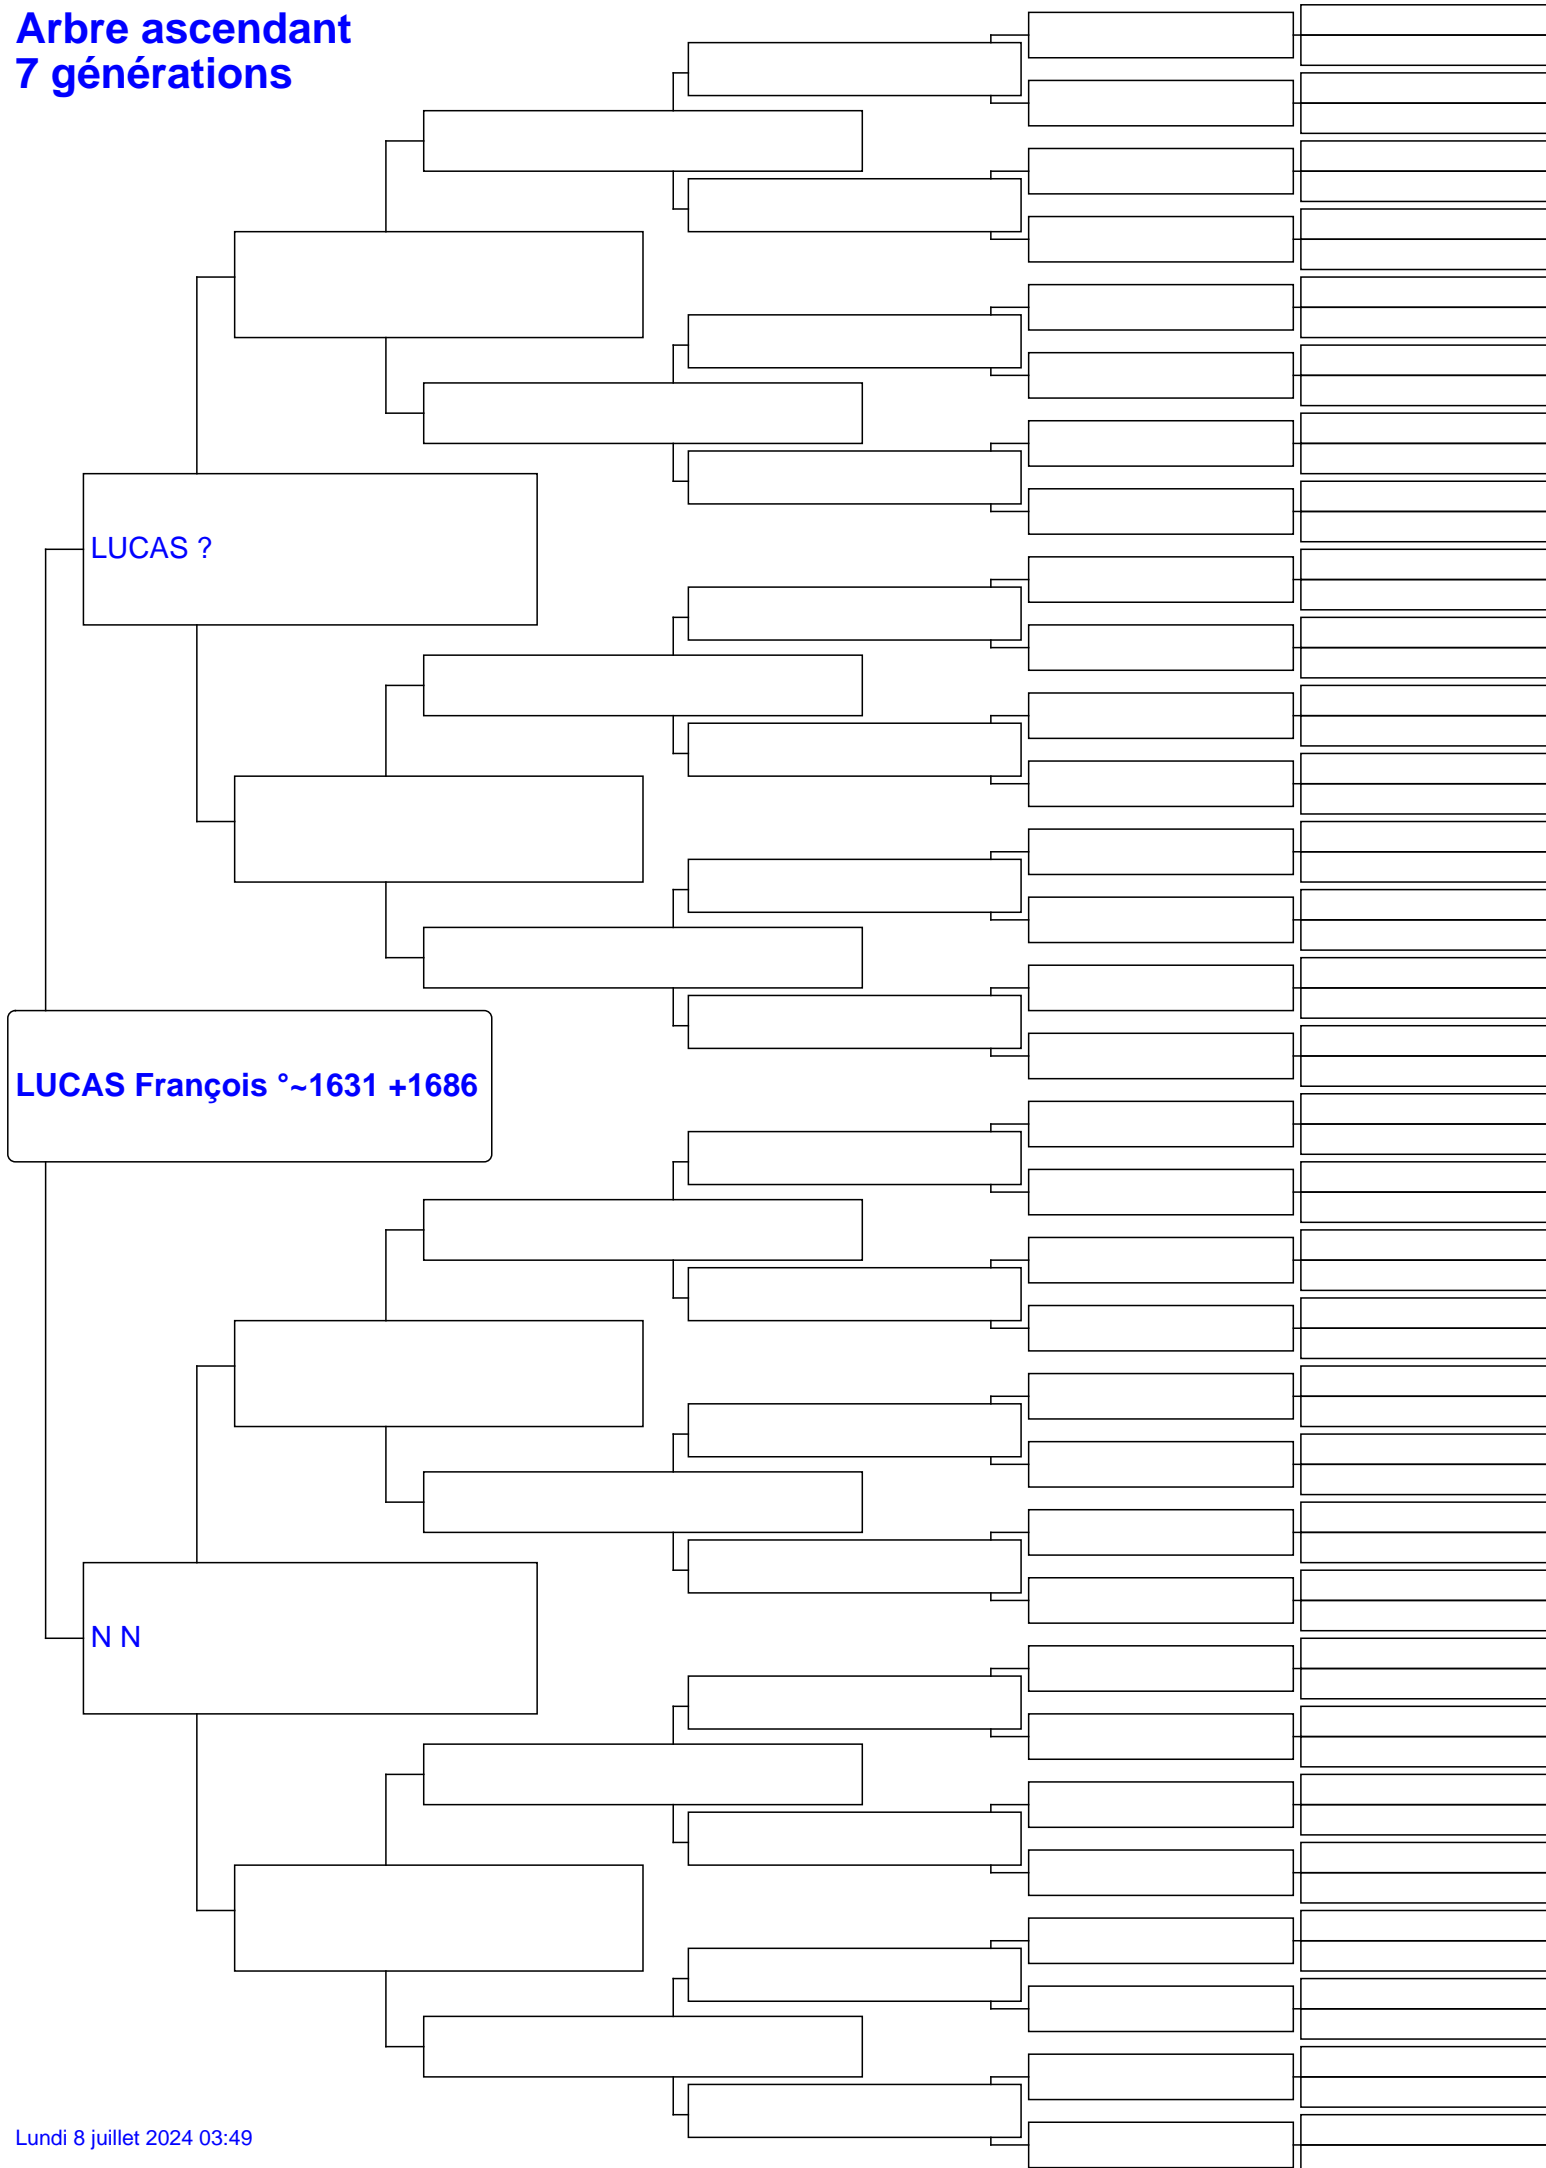 Arbre ascendant
7 générations
LUCAS ?
LUCAS François °~1631 +1686
N N
Lundi 8 juillet 2024 03:49